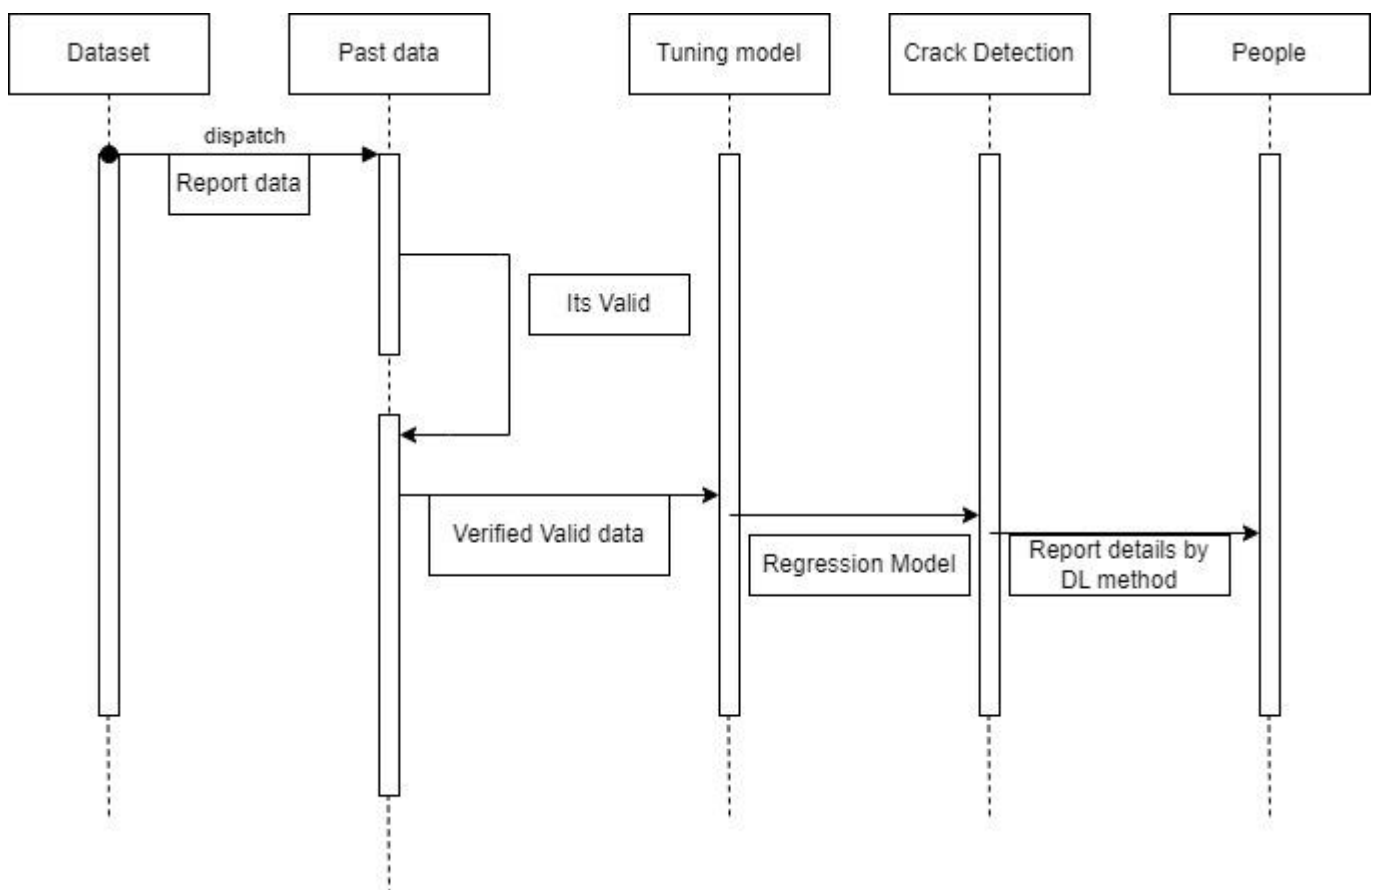 Dataset
Past data
Tuning model
Crack Detection
People
dispatch
Report data
Its Valid
Verified Valid data
Regression Model
Report details by
DL method